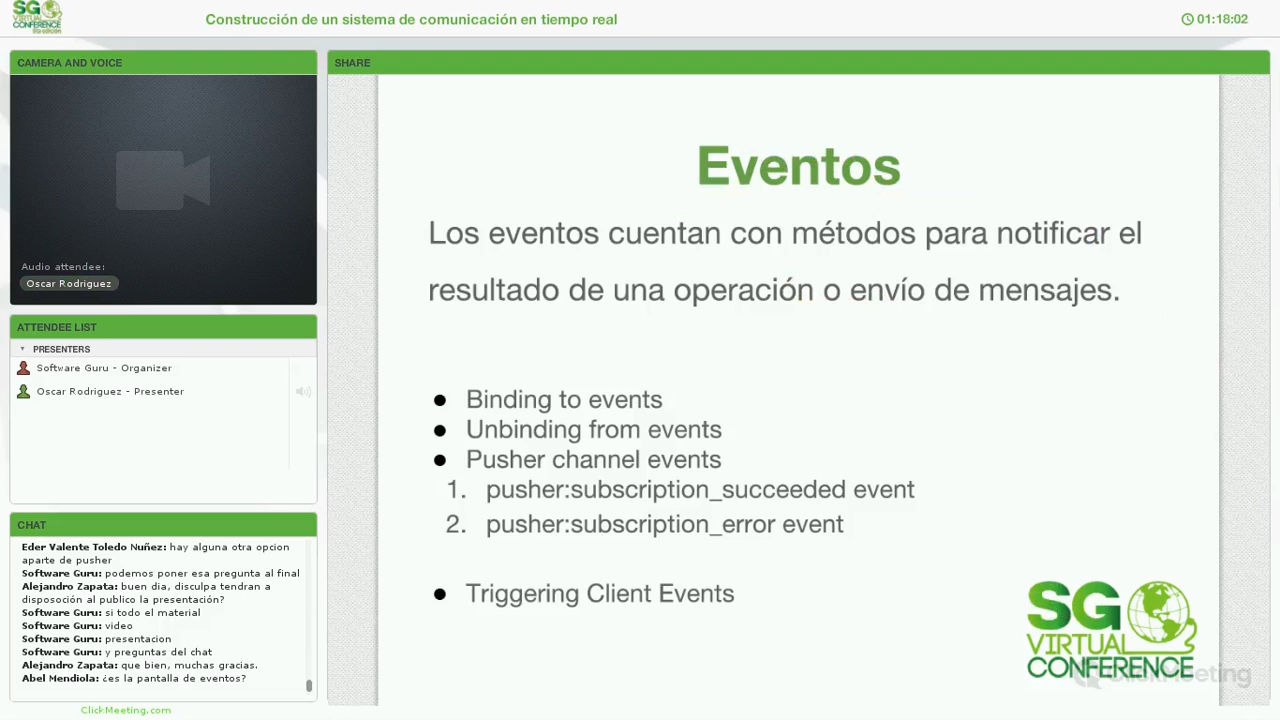 SG
VIRTUAL
CONFERENCE
Construcción de un sistema de comunicación en tiempo real
01:18:02
CAMERA AND VOICE
Audio attendee:
Oscar Rodriguez
ATTENDEE LIST
PRESENTERS
Software Guru - Organizer
Oscar Rodriguez - Presenter
CHAT
Eder Valente Toledo Nuñez: hay alguna otra opcion
aparte de pusher
Software Guru: podemos poner esa pregunta al final
Alejandro Zapata: buen dia, disculpa tendran a
disposoción al publico la presentación?
Software Guru: si todo el material
Software Guru: video
Software Guru: presentacion
Software Guru: y preguntas del chat
Alejandro Zapata: que bien, muchas gracias.
Abel Mendiola: ¿es la pantalla de eventos?
ClickMeeting.com
SHARE
Eventos
Los eventos cuentan con métodos para notificar el
resultado de una operación o envío de mensajes.
● Binding to events
● Unbinding from events
● Pusher channel events
1. pusher:subscription_succeeded event
2. pusher:subscription_error event
● Triggering Client Events
SG
VIRTUAL
CONFERENCE
ClickMeeting